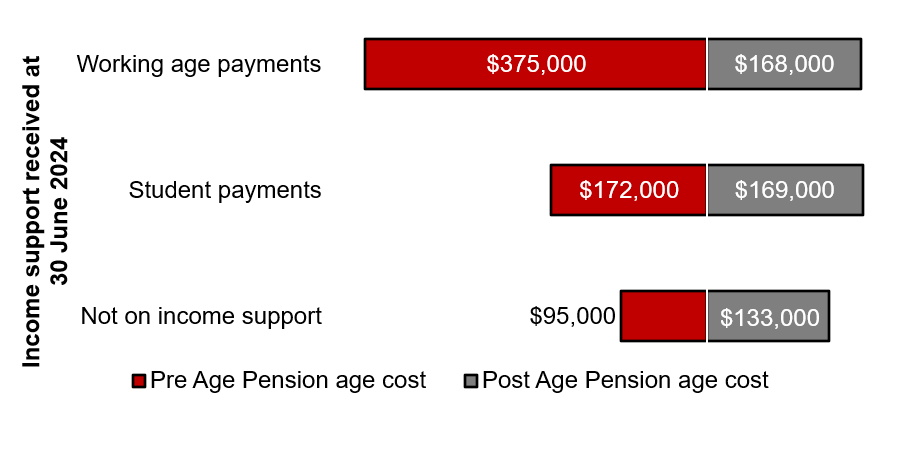 Income support received at
30 June 2024
Working age payments $375,000 $168,000
Student payments $172,000 $169,000
Not on income support $95,000 $133,000
Pre Age Pension age cost Post Age Pension age cost